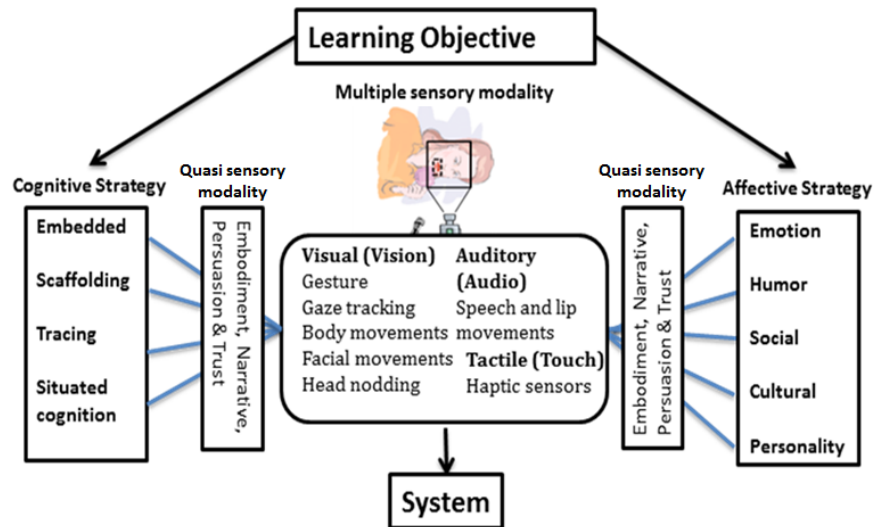 Learning Objective
Multiple sensory modality
Cognitive Strategy
Embedded
Scaffolding
Tracing
Situated
cognition
Quasi sensory
modality
Embodiment, Narrative,
Persuasion & Trust
Visual (Vision)
Gesture
Gaze tracking
Body movements
Facial movements
Head nodding
Auditory
(Audio)
Speech and lip
movements
Tactile (Touch)
Haptic sensors
Quasi sensory
modality
Embodiment, Narrative,
Persuasion & Trust
Affective Strategy
Emotion
Humor
Social
Cultural
Personality
System